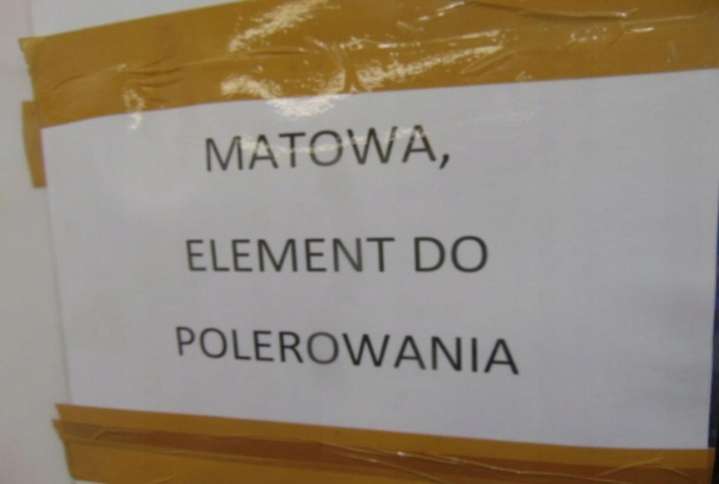 MATOWA,
ELEMENT DO
POLEROWANIA